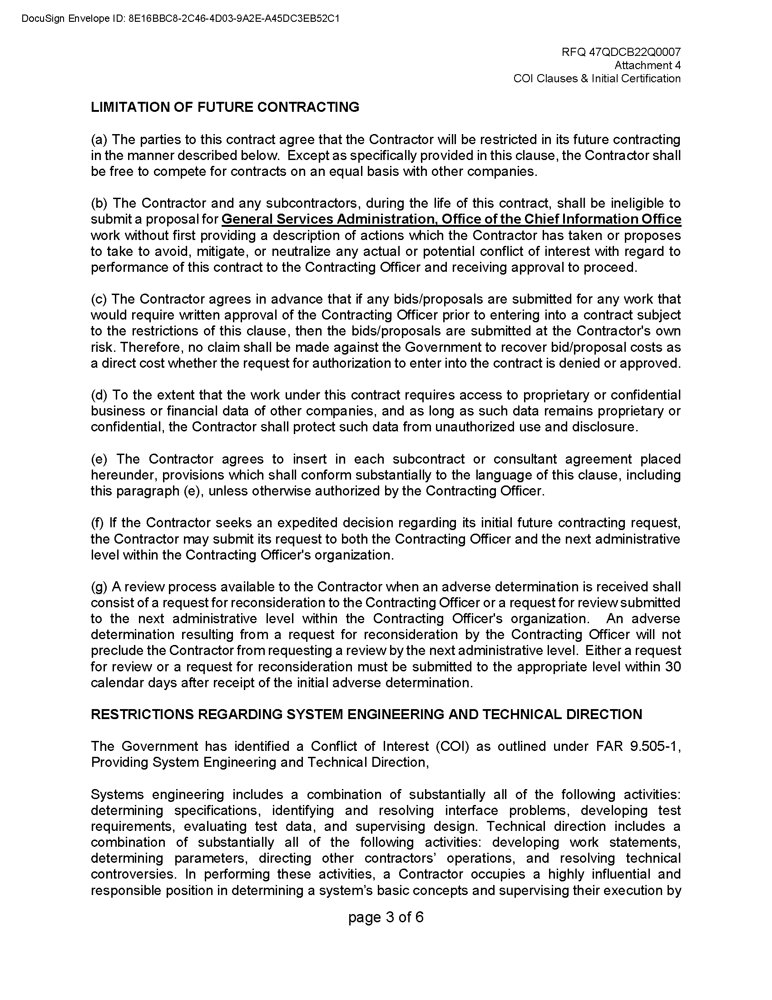 DocuSign Envelope ID: 8E16BBC8-2C46-4D03-9A2E-A45DC3EB52C1
RFQ 47QDCB22Q0007
Attachment 4
COI Clauses & Initial Certification
LIMITATION OF FUTURE CONTRACTING
(a) The parties to this contract agree that the Contractor will be restricted in its future contracting
in the manner described below.  Except as specifically provided in this clause, the Contractor shall
be free to compete for contracts on an equal basis with other companies.
(b) The Contractor and any subcontractors, during the life of this contract, shall be ineligible to
submit a proposal for General Services Administration, Office of the Chief Information Office
work without first providing a description of actions which the Contractor has taken or proposes
to take to avoid, mitigate, or neutralize any actual or potential conflict of interest with regard to
performance of this contract to the Contracting Officer and receiving approval to proceed.
(c) The Contractor agrees in advance that if any bids/proposals are submitted for any work that
would require written approval of the Contracting Officer prior to entering into a contract subject
to the restrictions of this clause, then the bids/proposals are submitted at the Contractor's own
risk. Therefore, no claim shall be made against the Government to recover bid/proposal costs as
a direct cost whether the request for authorization to enter into the contract is denied or approved.
(d) To the extent that the work under this contract requires access to proprietary or confidential
business or financial data of other companies, and as long as such data remains proprietary or
confidential, the Contractor shall protect such data from unauthorized use and disclosure.
(e) The Contractor agrees to insert in each subcontract or consultant agreement placed
hereunder, provisions which shall conform substantially to the language of this clause, including
this paragraph (e), unless otherwise authorized by the Contracting Officer.
(f) If the Contractor seeks an expedited decision regarding its initial future contracting request,
the Contractor may submit its request to both the Contracting Officer and the next administrative
level within the Contracting Officer's organization.
(g) A review process available to the Contractor when an adverse determination is received shall
consist of a request for reconsideration to the Contracting Officer or a request for review submitted
to the next administrative level within the Contracting Officer's organization.  An adverse
determination resulting from a request for reconsideration by the Contracting Officer will not
preclude the Contractor from requesting a review by the next administrative level.  Either a request
for review or a request for reconsideration must be submitted to the appropriate level within 30
calendar days after receipt of the initial adverse determination.
RESTRICTIONS REGARDING SYSTEM ENGINEERING AND TECHNICAL DIRECTION
The Government has identified a Conflict of Interest (COI) as outlined under FAR 9.505-1,
Providing System Engineering and Technical Direction,
Systems engineering includes a combination of substantially all of the following activities:
determining specifications, identifying and resolving interface problems, developing test
requirements, evaluating test data, and supervising design. Technical direction includes a
combination of substantially all of the following activities: developing work statements,
determining parameters, directing other contractors’ operations, and resolving technical
controversies. In performing these activities, a Contractor occupies a highly influential and
responsible position in determining a system’s basic concepts and supervising their execution by
page 3 of 6